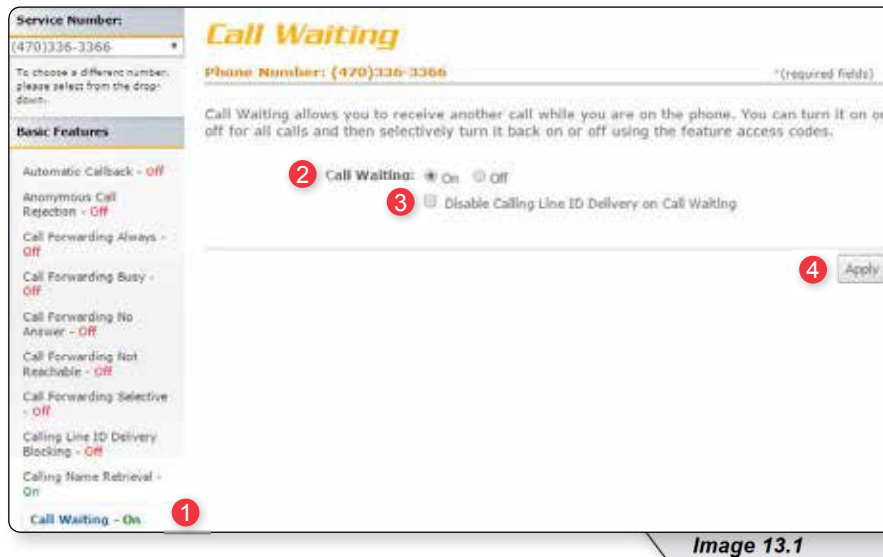 Service Number:
(470)336-3366
To choose a different number,
please select from the drop-
down.
Basic Features
Automatic Callback - Off
Anonymous Call
Rejection - Off
Call Forwarding Always -
Off
Call Forwarding Busy -
Off
Call Forwarding No
Answer - Off
Call Forwarding Not
Reachable - Off
Call Forwarding Selective
- Off
Calling Line ID Delivery
Blocking - Off
Calling Name Retrieval -
On
Call Waiting - On
1
Call Waiting
Phone Number: (470)336-3366
*(required fields)
Call Waiting allows you to receive another call while you are on the phone. You can turn it on or
off for all calls and then selectively turn it back on or off using the feature access codes.
2 Call Waiting: On Off
3 Disable Calling Line ID Delivery on Call Waiting
4 Apply
Image 13.1